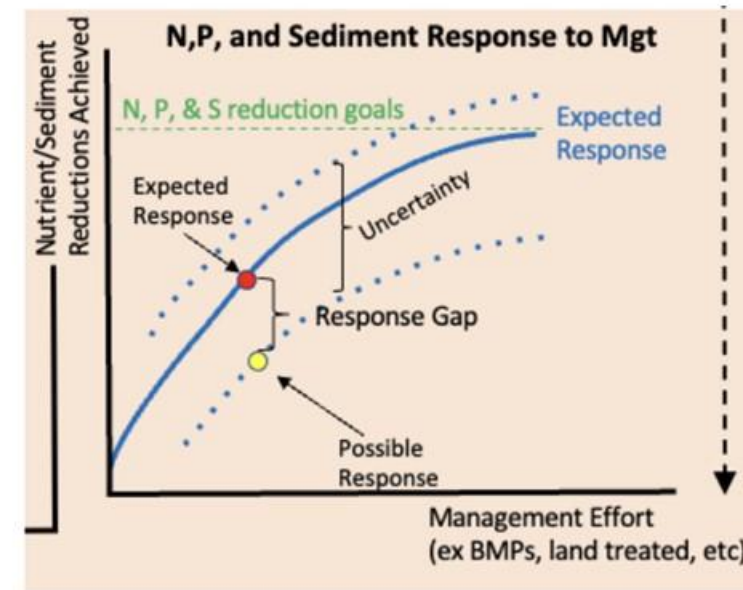 N,P, and Sediment Response to Mgt
Nutrient/Sediment
Reductions Achieved
N, P, & S reduction goals
Expected
Response
Expected
Response
Uncertainty
Response Gap
Possible
Response
Management Effort
(ex BMPs, land treated, etc)